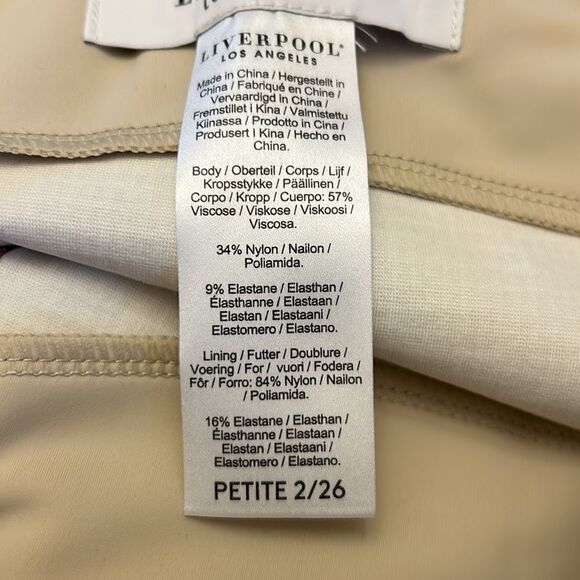 LIVERPOOL
LOS ANGELES
Made in China / Hergestellt in
China / Fabriqué en Chine /
Vervaardigd In China /
Fremstillet i Kina / Valmistettu
Kiinassa / Prodotto in Cina /
Produsert I Kina / Hecho en
China.
Body / Oberteil / Corps / Lijf /
Kropsstykke / Päällinen /
Corpo / Kropp / Cuerpo: 57%
Viscose / Viskose / Viskoosi /
Viscosa.
34% Nylon / Nailon /
Poliamida.
9% Elastane / Elasthan /
Élasthanne / Elastaan /
Elastan / Elastaani /
Elastomero / Elastano.
Lining / Futter / Doublure /
Voering / For / vuori / Fodera /
Fôr / Forro: 84% Nylon / Nailon
/ Poliamida.
16% Elastane / Elasthan /
Élasthanne / Elastaan /
Elastan / Elastaani /
Elastomero / Elastano.
PETITE 2/26